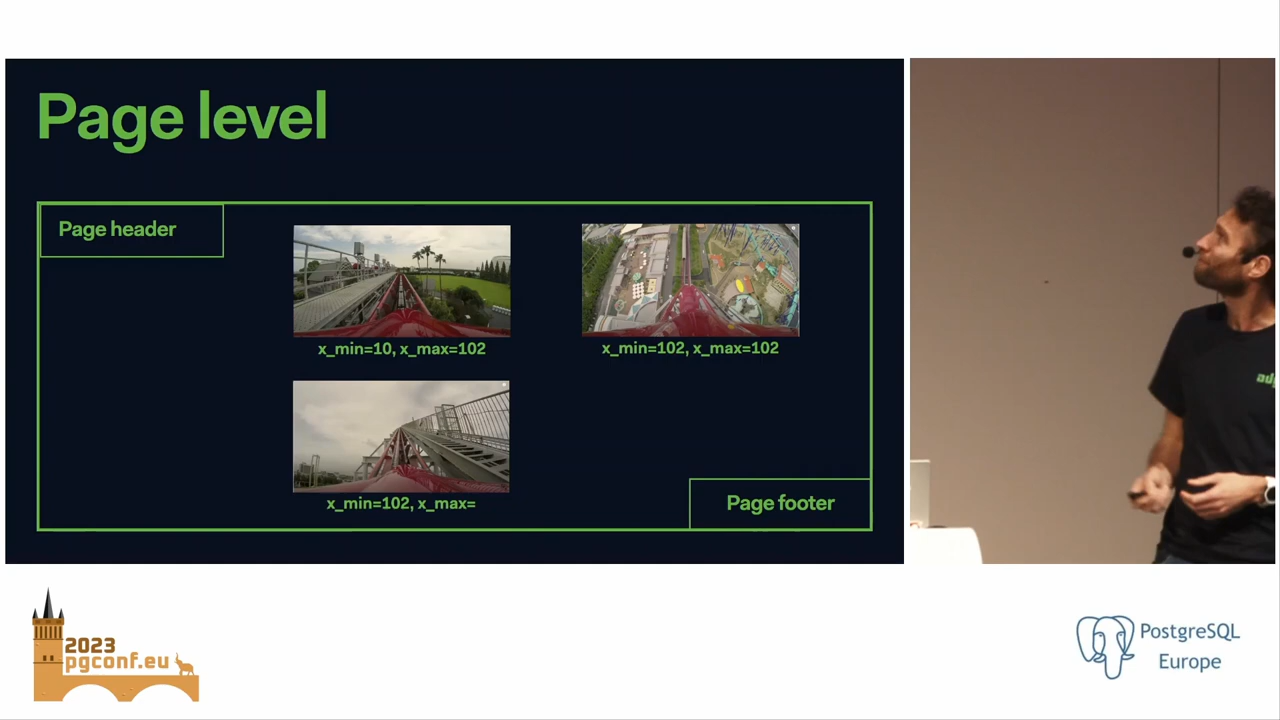 Page level
Page header
x_min=10, x_max=102
x_min=102, x_max=102
x_min=102, x_max=
Page footer
2023
pgconf.eu
PostgreSQL
Europe